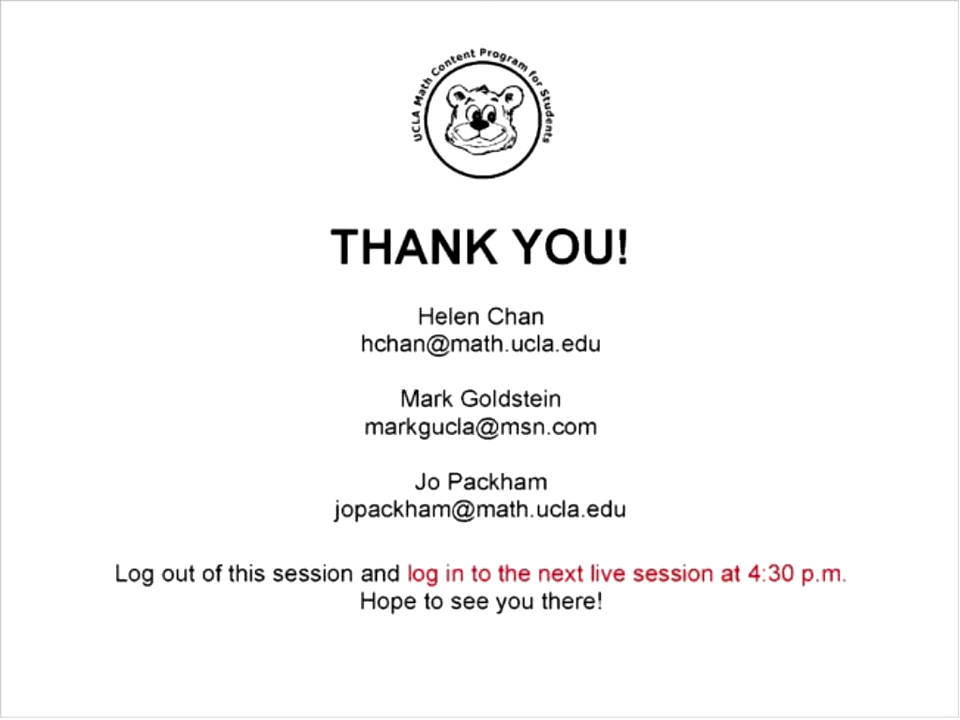 UCLA Math Content Program for Students
THANK YOU!
Helen Chan
hchan@math.ucla.edu
Mark Goldstein
markgucla@msn.com
Jo Packham
jopackham@math.ucla.edu
Log out of this session and log in to the next live session at 4:30 p.m.
Hope to see you there!